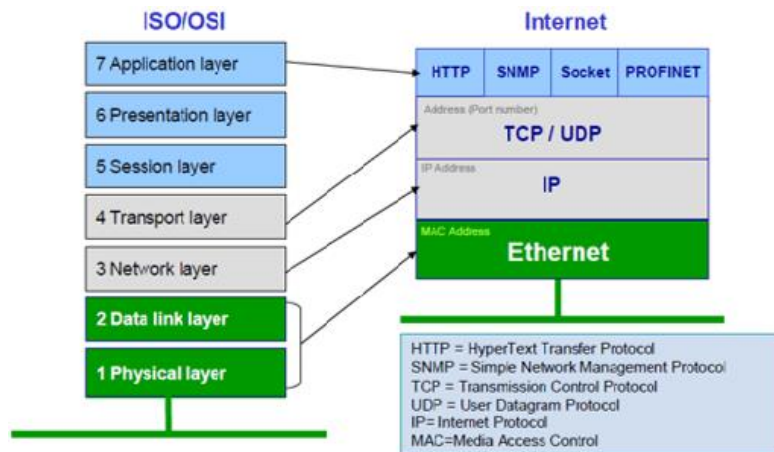 ISO/OSI
7 Application layer
6 Presentation layer
5 Session layer
4 Transport layer
3 Network layer
2 Data link layer
1 Physical layer
Internet
HTTP SNMP Socket PROFINET
Address (Port number)
TCP / UDP
IP Address
IP
MAC Address
Ethernet
HTTP = HyperText Transfer Protocol
SNMP = Simple Network Management Protocol
TCP = Transmission Control Protocol
UDP = User Datagram Protocol
IP= Internet Protocol
MAC=Media Access Control